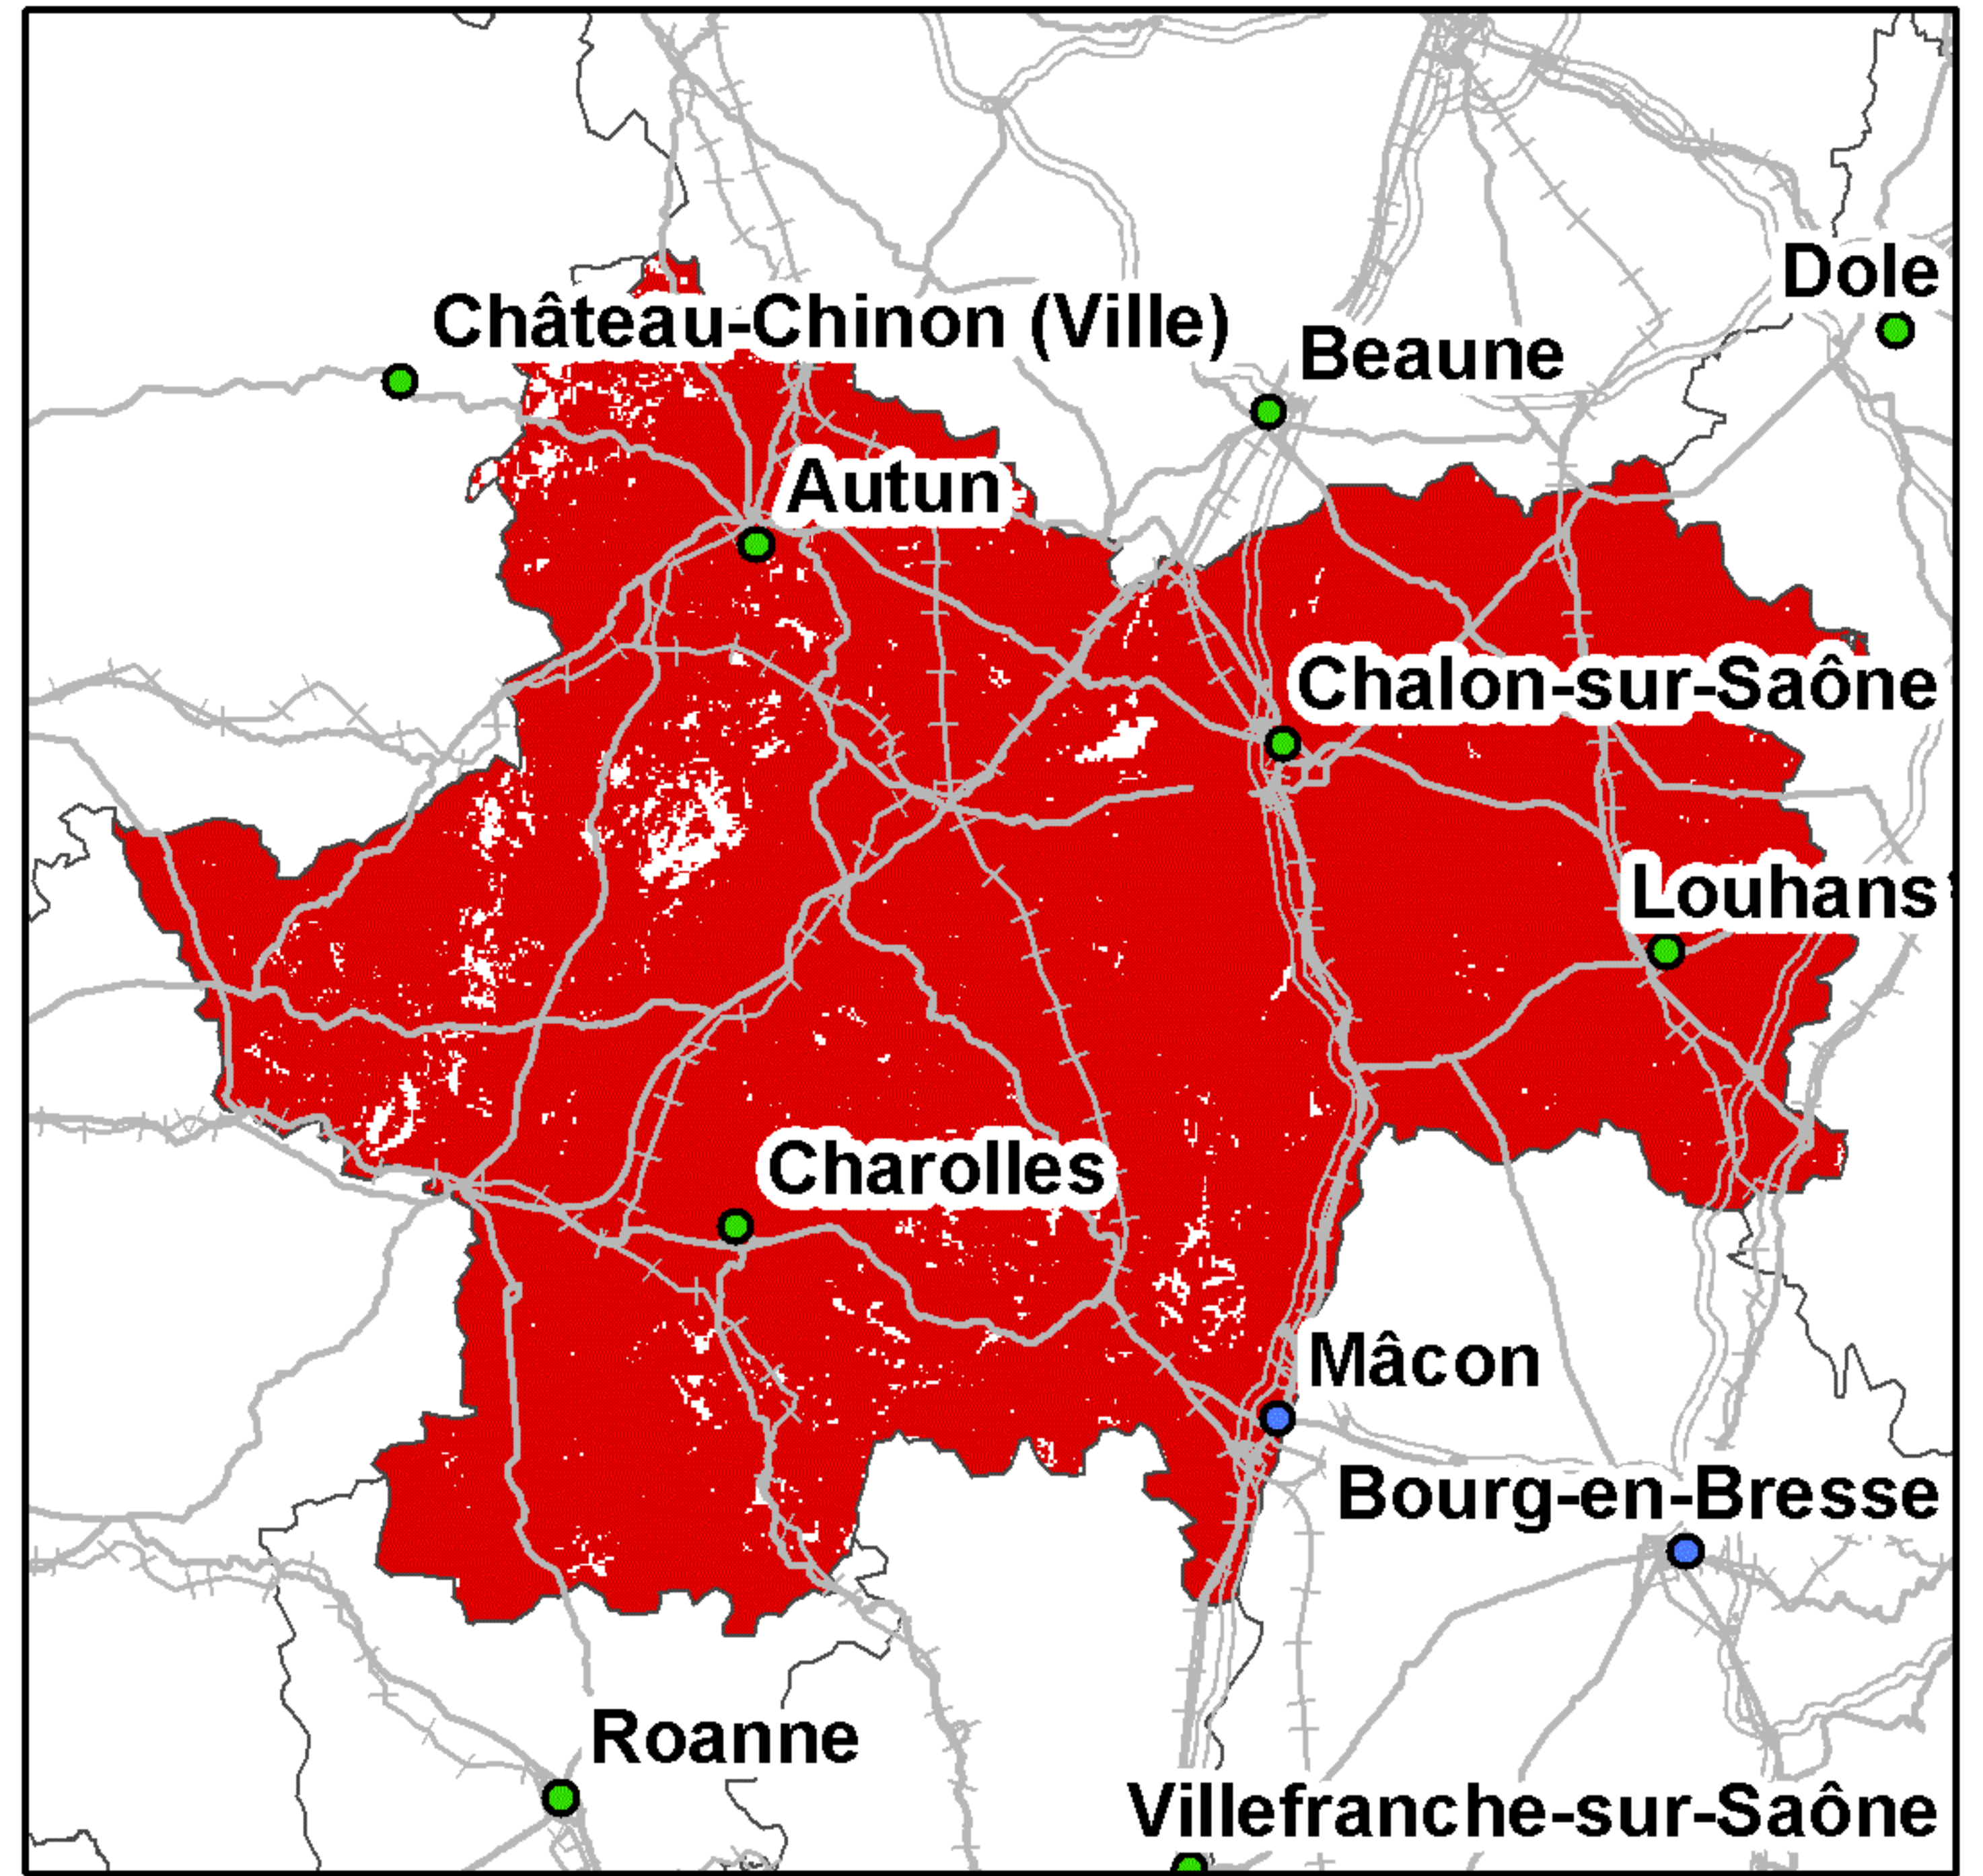 Dole
Château-Chinon (Ville)
Beaune
Autun
Chalon-sur-Saône
Louhans
Charolles
Mâcon
Bourg-en-Bresse
Roanne
Villefranche-sur-Saône